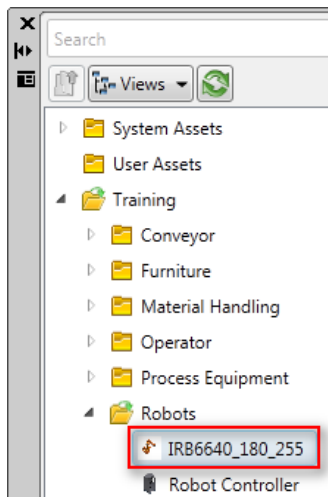 Search
Views
System Assets
User Assets
Training
Conveyor
Furniture
Material Handling
Operator
Process Equipment
Robots
IRB6640_180_255
Robot Controller